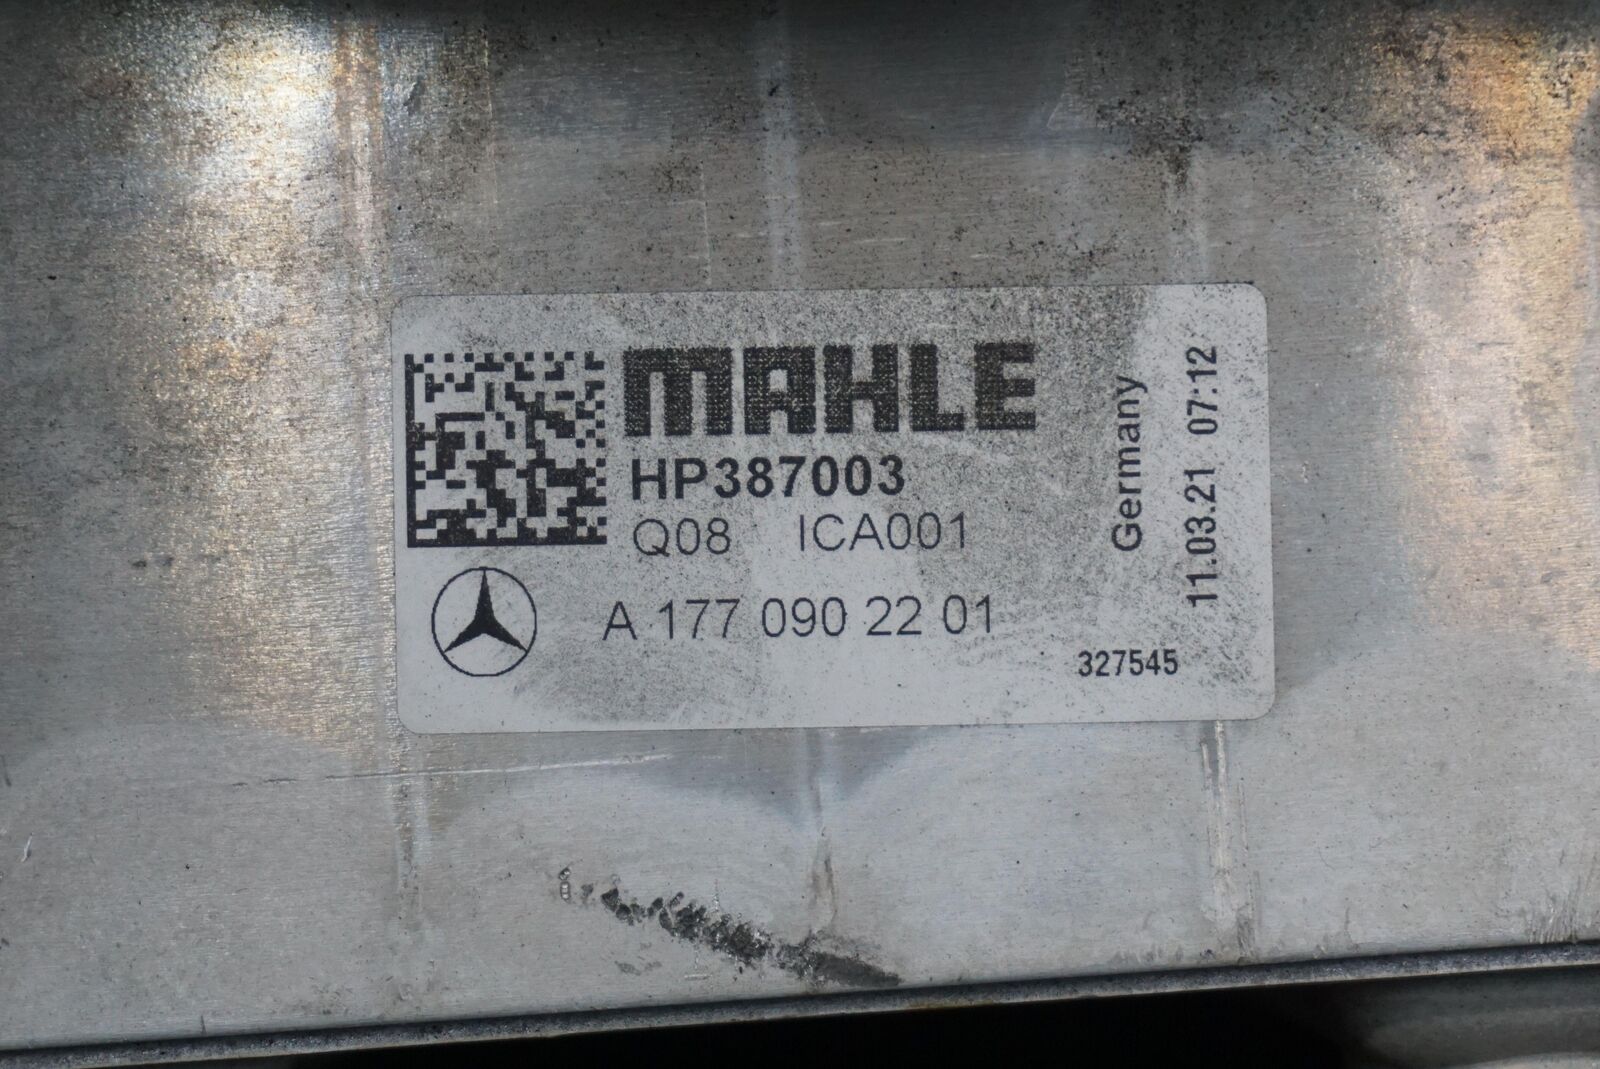 MAHLE
HP387003
Q08 ICA001
A 177 090 22 01
327545
Germany
11.03.21 07:12